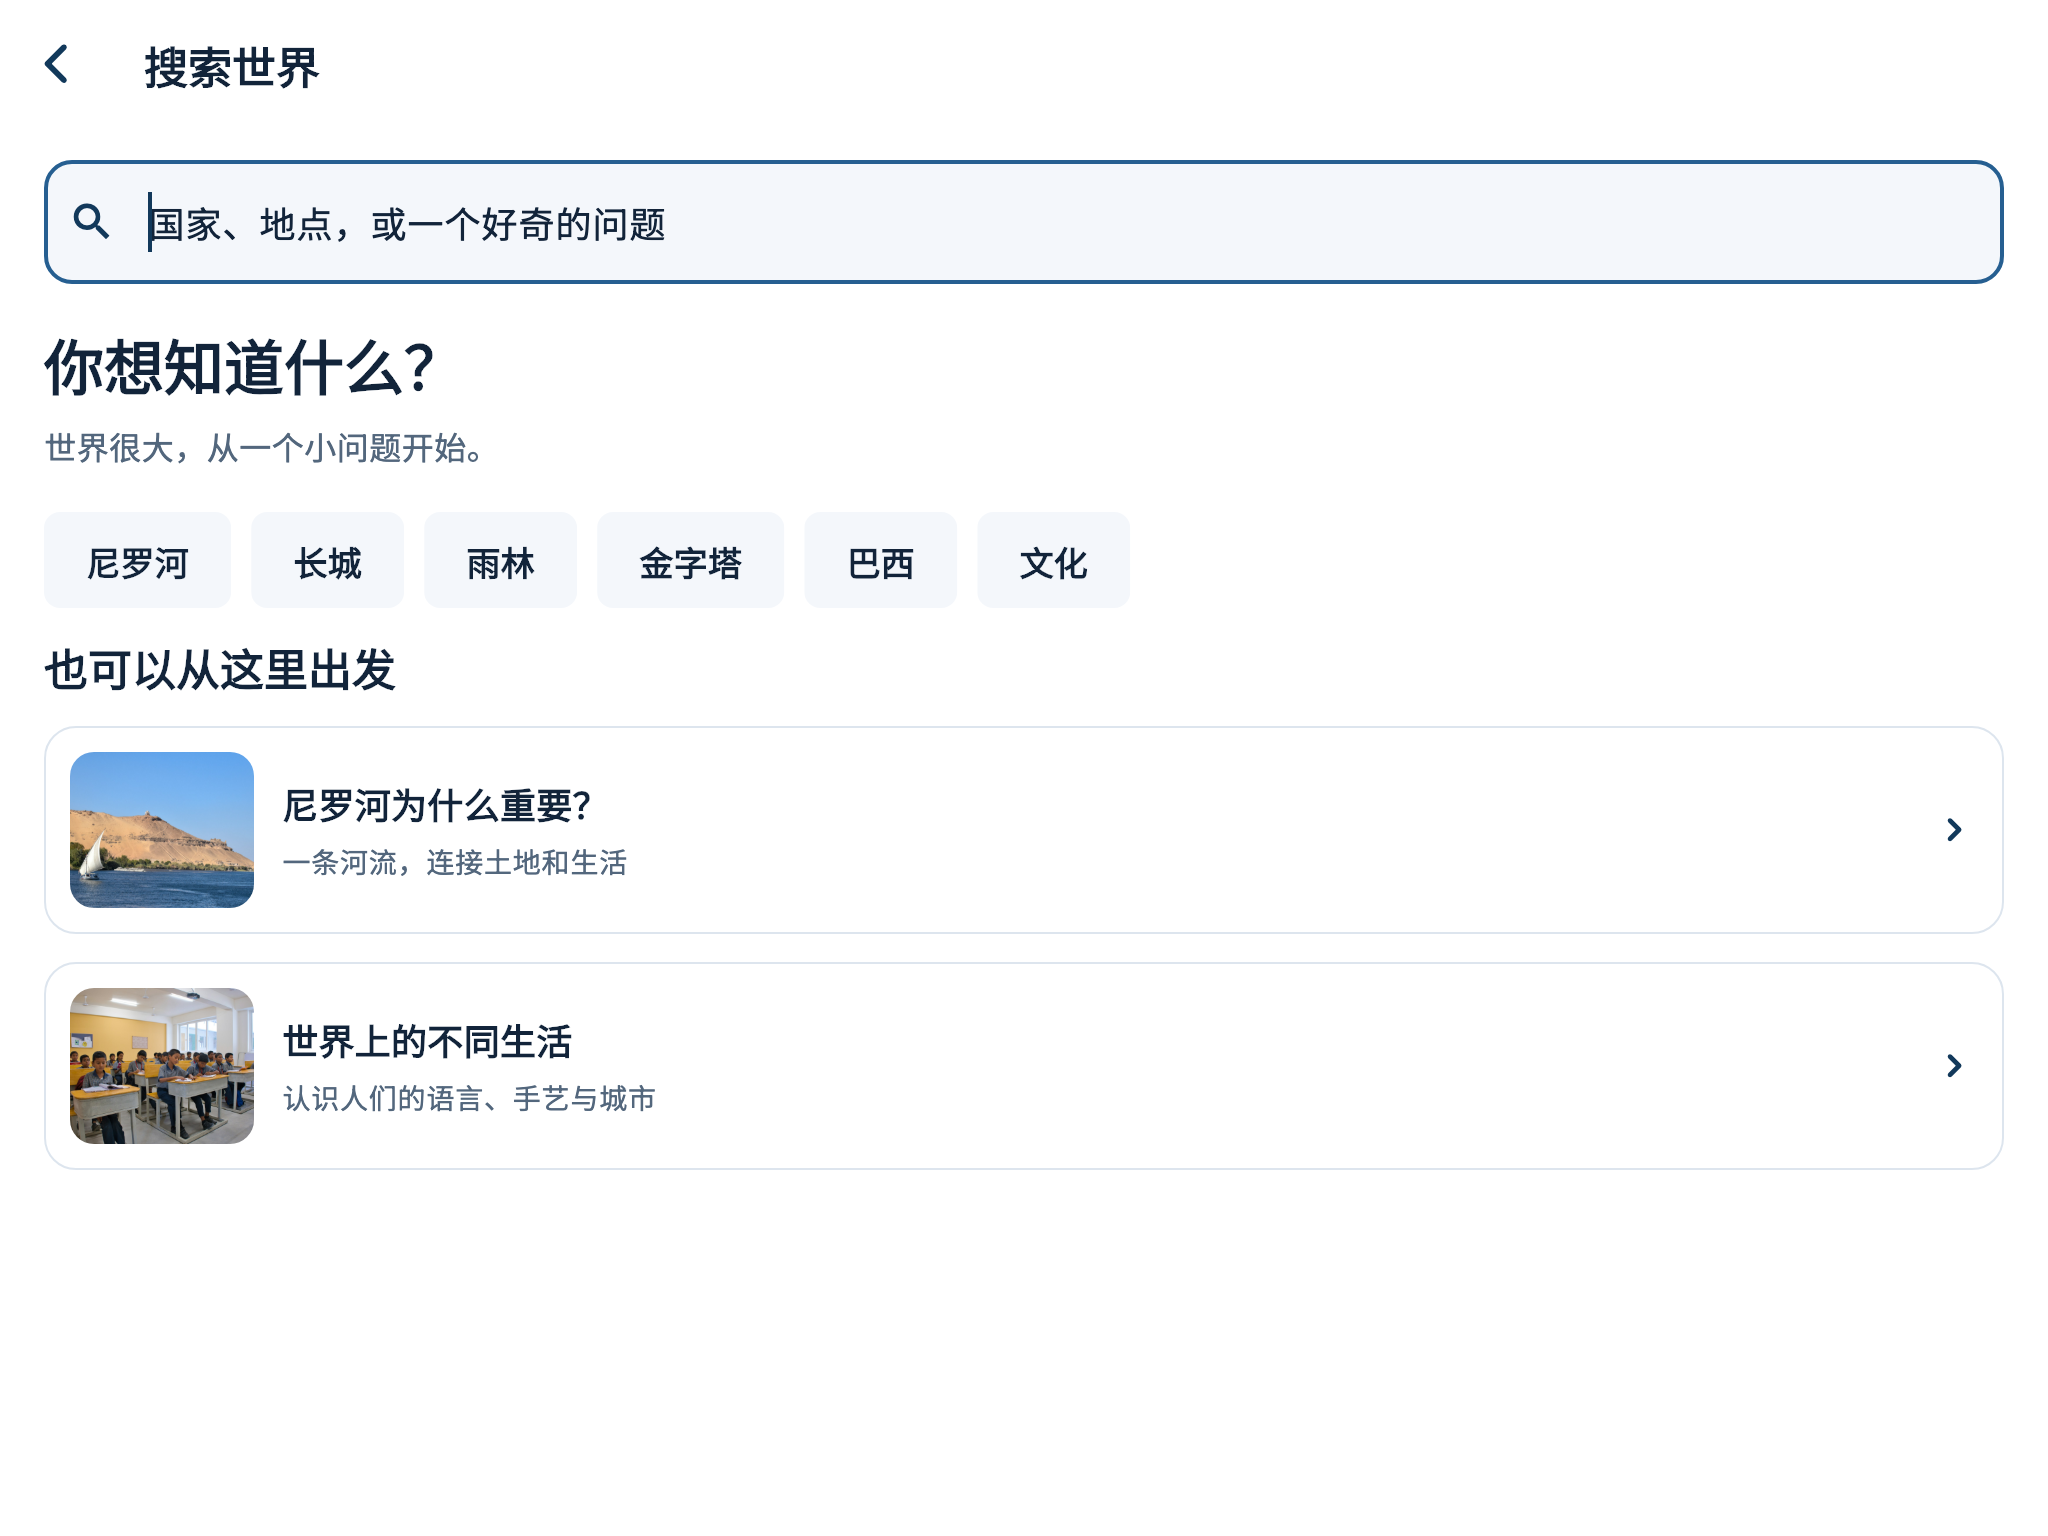 搜索世界
国家、地点，或一个好奇的问题
你想知道什么？
世界很大，从一个小问题开始。
尼罗河 长城 雨林 金字塔 巴西 文化
也可以从这里出发
尼罗河为什么重要？
一条河流，连接土地和生活
世界上的不同生活
认识人们的语言、手艺与城市